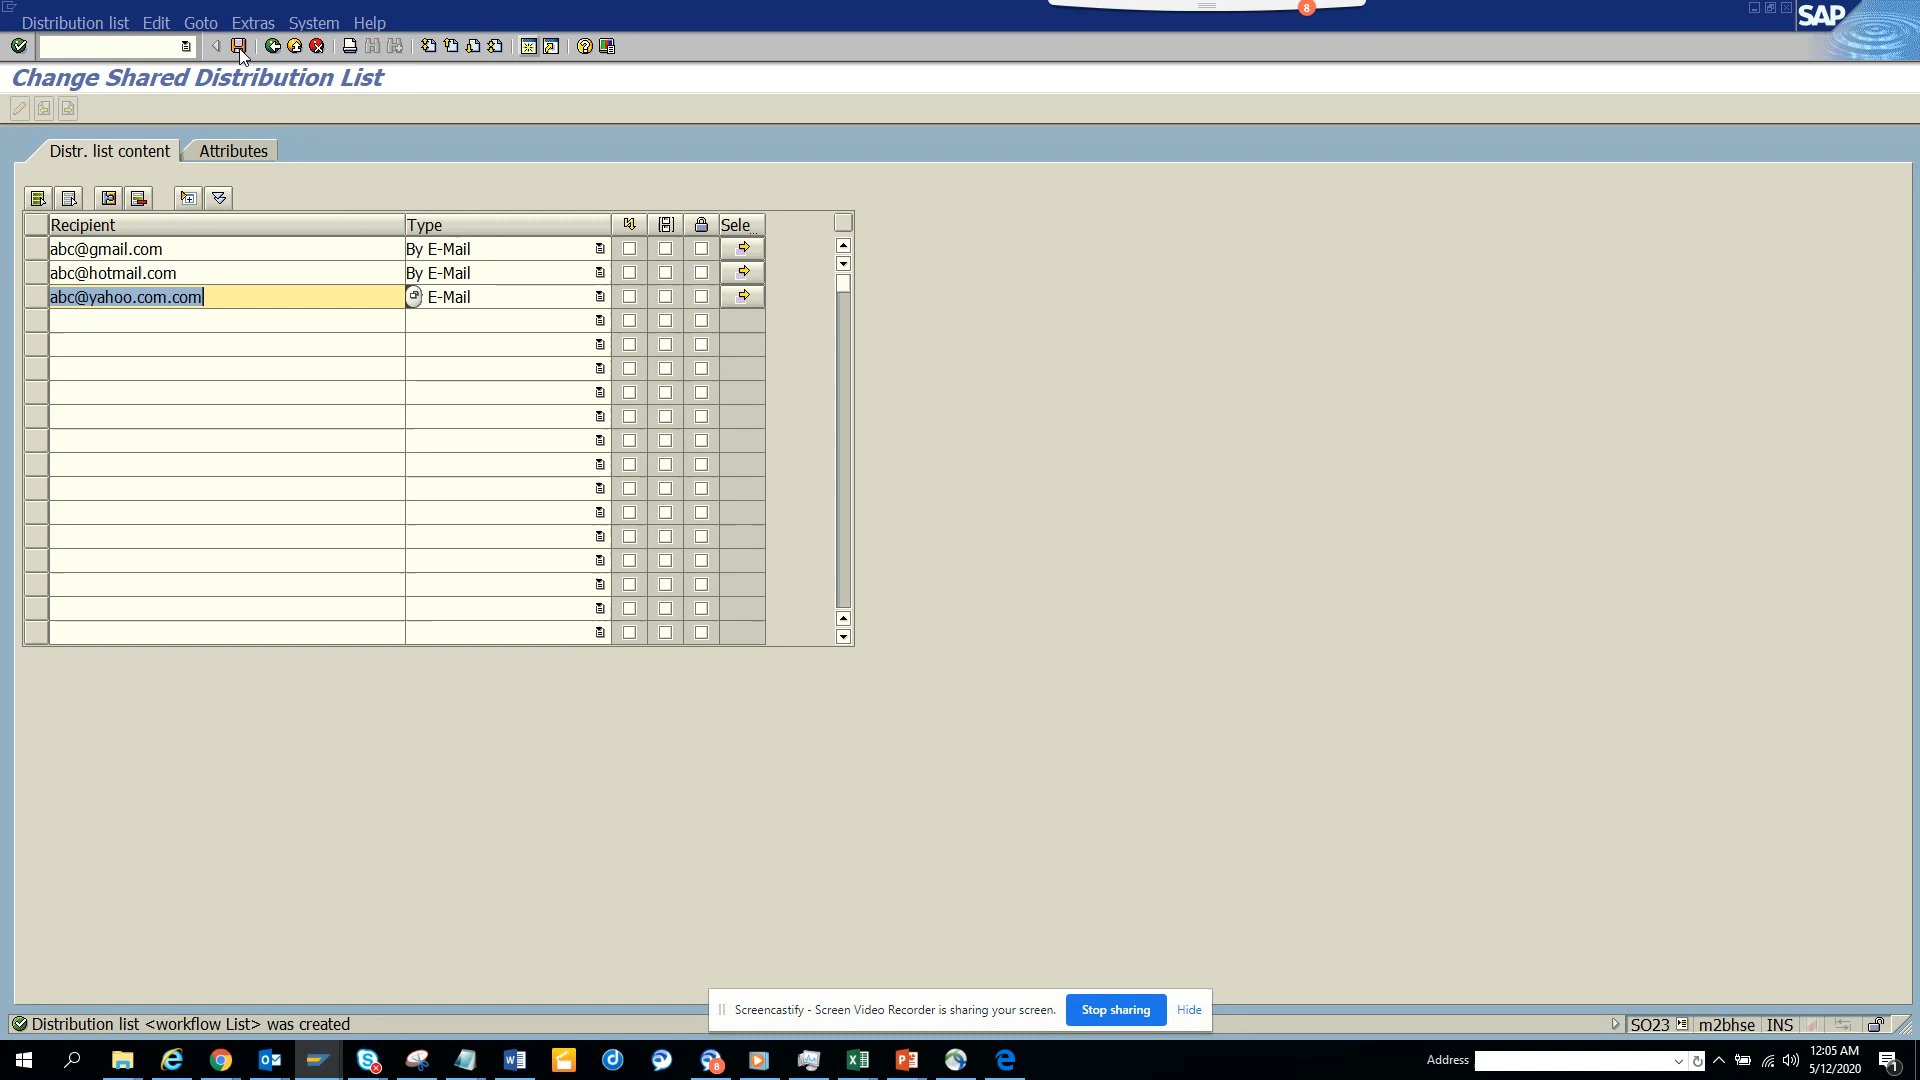 8
Distribution list Edit Goto Extras System Help
SAP
Change Shared Distribution List
Distr. list content Attributes
Recipient Type Sele...
abc@gmail.com By E-Mail
abc@hotmail.com By E-Mail
abc@yahoo.com.com E-Mail
Screencastify - Screen Video Recorder is sharing your screen. Stop sharing Hide
Distribution list <workflow List> was created SO23 m2bhse INS
Address 12:05 AM
5/12/2020
8
1